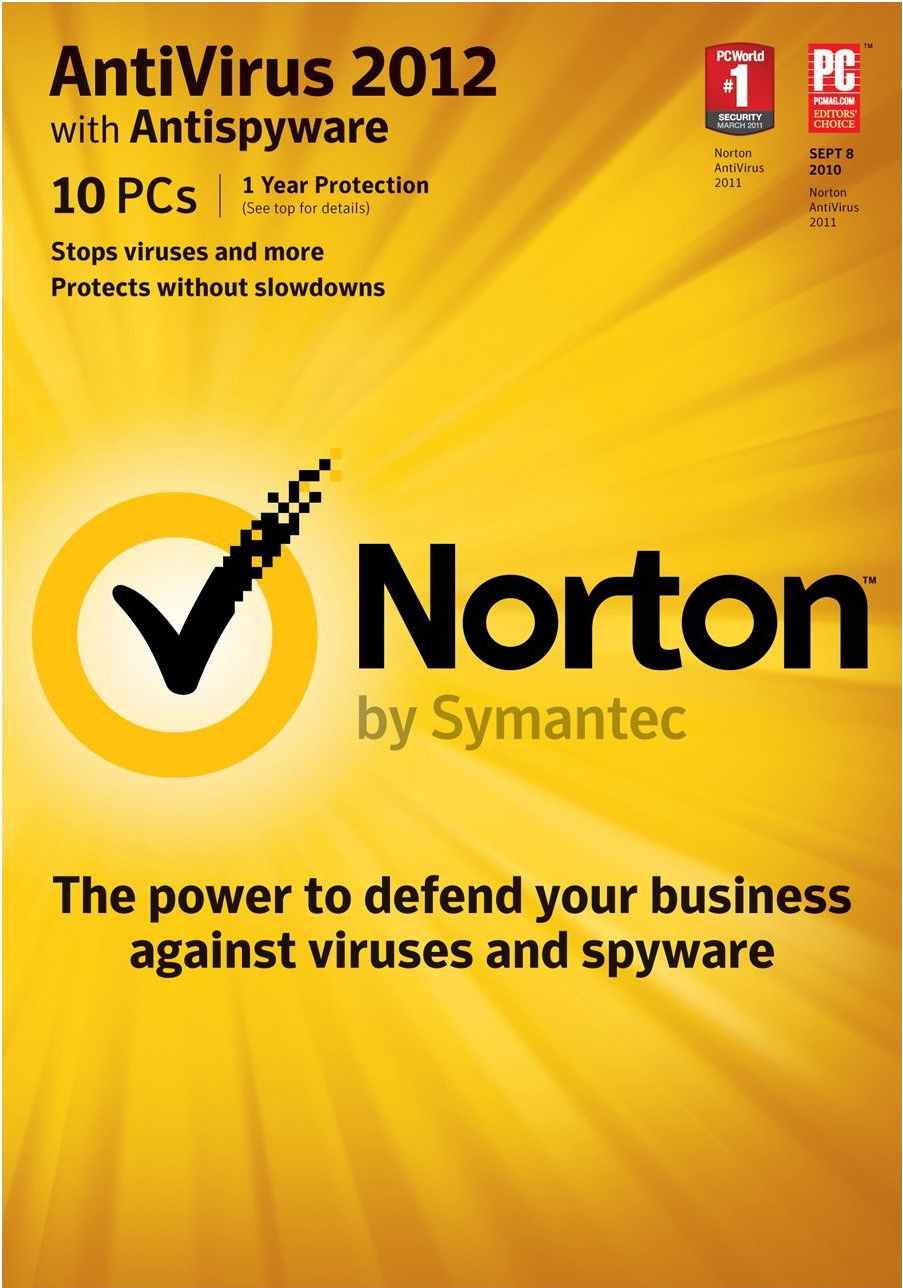 AntiVirus 2012
with Antispyware
10 PCs
1 Year Protection
(See top for details)
Stops viruses and more
Protects without slowdowns
PCWorld
#1
SECURITY
MARCH 2011
Norton
AntiVirus
2011
PC
™
PCMAG.COM
EDITORS'
CHOICE
SEPT 8
2010
Norton
AntiVirus
2011
Norton™
by Symantec
The power to defend your business
against viruses and spyware